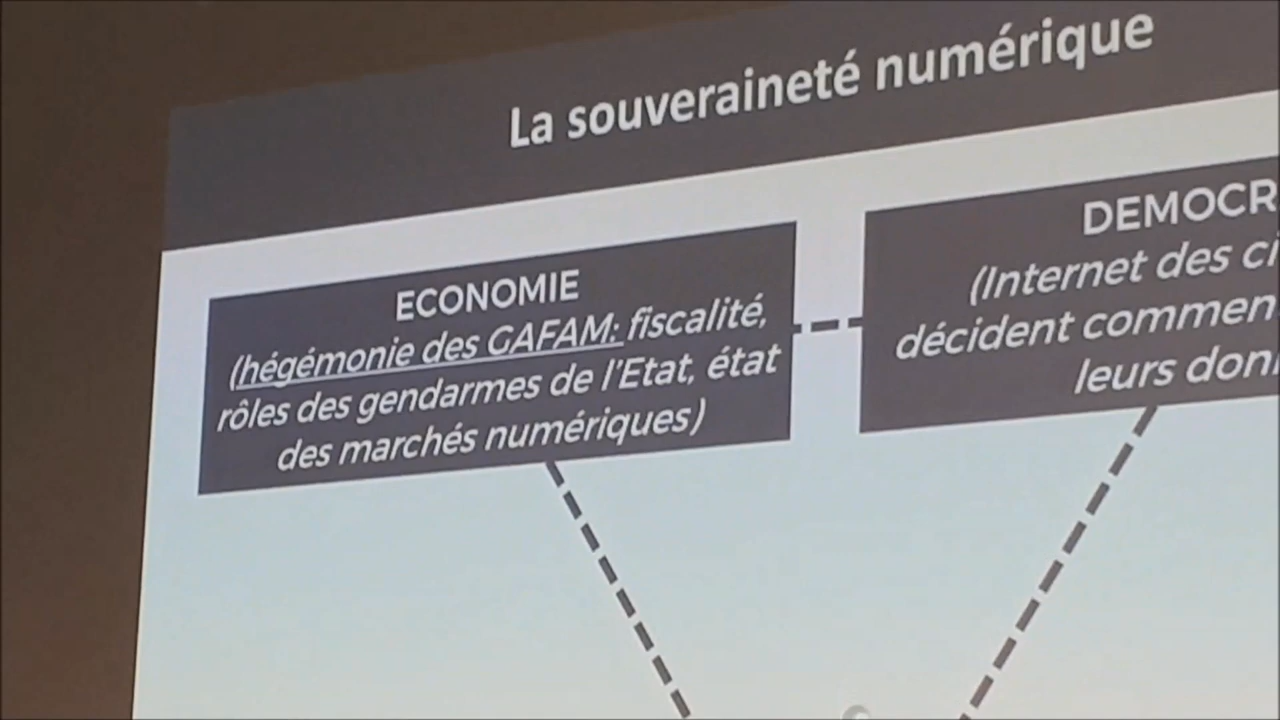 La souveraineté numérique
ECONOMIE
(hégémonie des GAFAM: fiscalité,
rôles des gendarmes de l'Etat, état
des marchés numériques)
DEMOCR
(Internet des ci
décident commen
leurs don